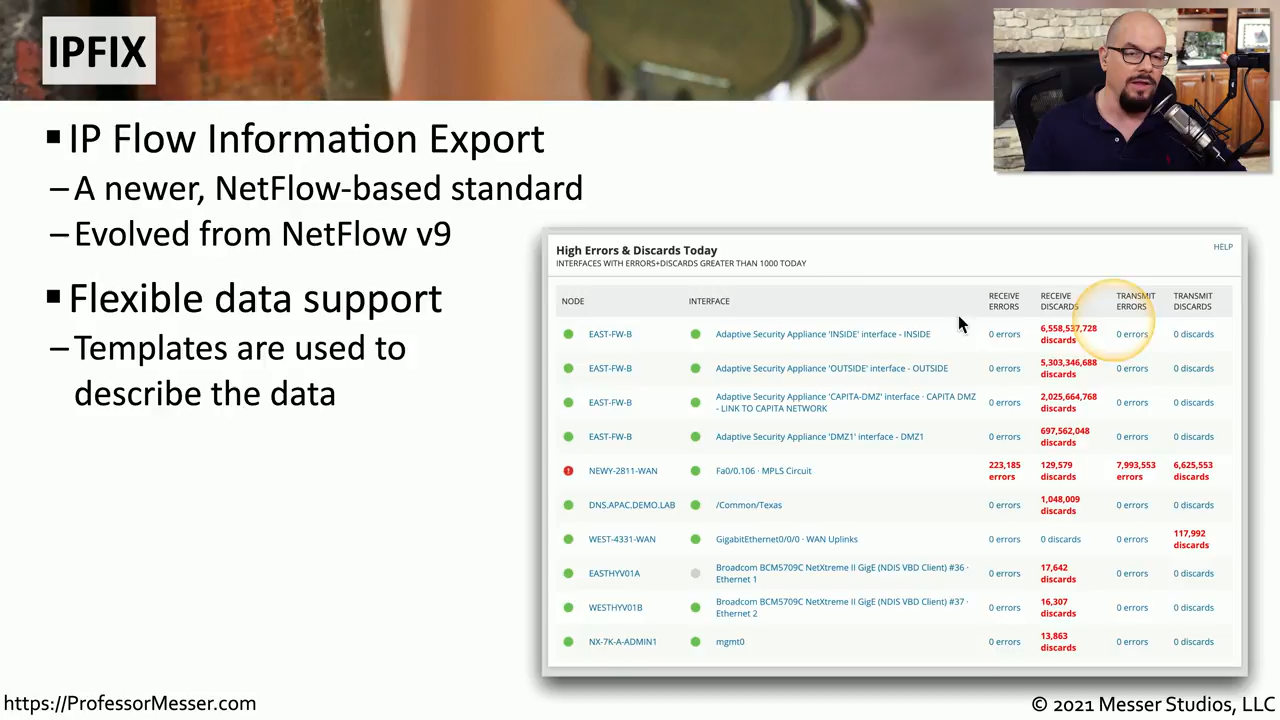 IPFIX
▪ IP Flow Information Export
– A newer, NetFlow-based standard
– Evolved from NetFlow v9
▪ Flexible data support
– Templates are used to
describe the data
High Errors & Discards Today
HELP
INTERFACES WITH ERRORS+DISCARDS GREATER THAN 1000 TODAY
NODE INTERFACE RECEIVE ERRORS RECEIVE DISCARDS TRANSMIT ERRORS TRANSMIT DISCARDS
EAST-FW-B Adaptive Security Appliance 'INSIDE' interface - INSIDE 0 errors 6,558,537,728 discards 0 errors 0 discards
EAST-FW-B Adaptive Security Appliance 'OUTSIDE' interface - OUTSIDE 0 errors 5,303,346,688 discards 0 errors 0 discards
EAST-FW-B Adaptive Security Appliance 'CAPITA-DMZ' interface · CAPITA DMZ - LINK TO CAPITA NETWORK 0 errors 2,025,664,768 discards 0 errors 0 discards
EAST-FW-B Adaptive Security Appliance 'DMZ1' interface - DMZ1 0 errors 697,562,048 discards 0 errors 0 discards
NEWY-2811-WAN Fa0/0.106 · MPLS Circuit 223,185 errors 129,579 discards 7,993,553 errors 6,625,553 discards
DNS.APAC.DEMO.LAB /Common/Texas 0 errors 1,048,009 discards 0 errors 0 discards
WEST-4331-WAN GigabitEthernet0/0/0 · WAN Uplinks 0 errors 0 discards 0 errors 117,992 discards
EASTHYV01A Broadcom BCM5709C NetXtreme II GigE (NDIS VBD Client) #36 · Ethernet 1 0 errors 17,642 discards 0 errors 0 discards
WESTHYV01B Broadcom BCM5709C NetXtreme II GigE (NDIS VBD Client) #37 · Ethernet 2 0 errors 16,307 discards 0 errors 0 discards
NX-7K-A-ADMIN1 mgmt0 0 errors 13,863 discards 0 errors 0 discards
https://ProfessorMesser.com
© 2021 Messer Studios, LLC